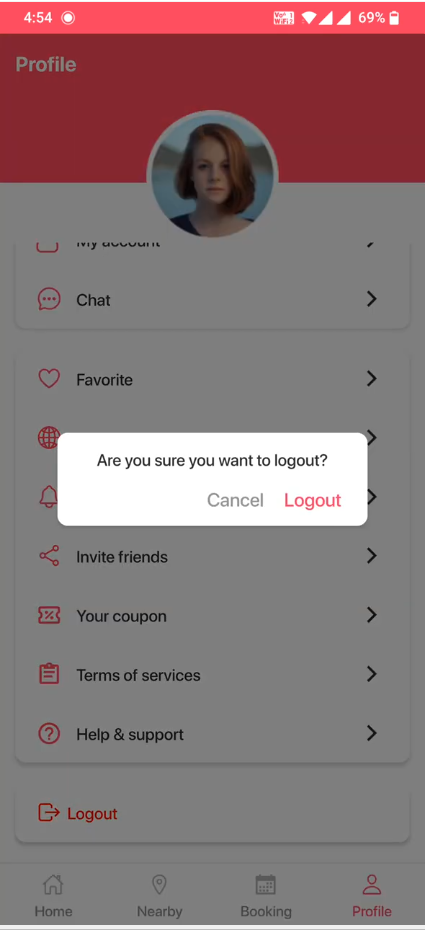 4:54
69%
Profile
My account
Chat
Favorite
Are you sure you want to logout?
Cancel Logout
Invite friends
Your coupon
Terms of services
Help & support
Logout
Home Nearby Booking Profile